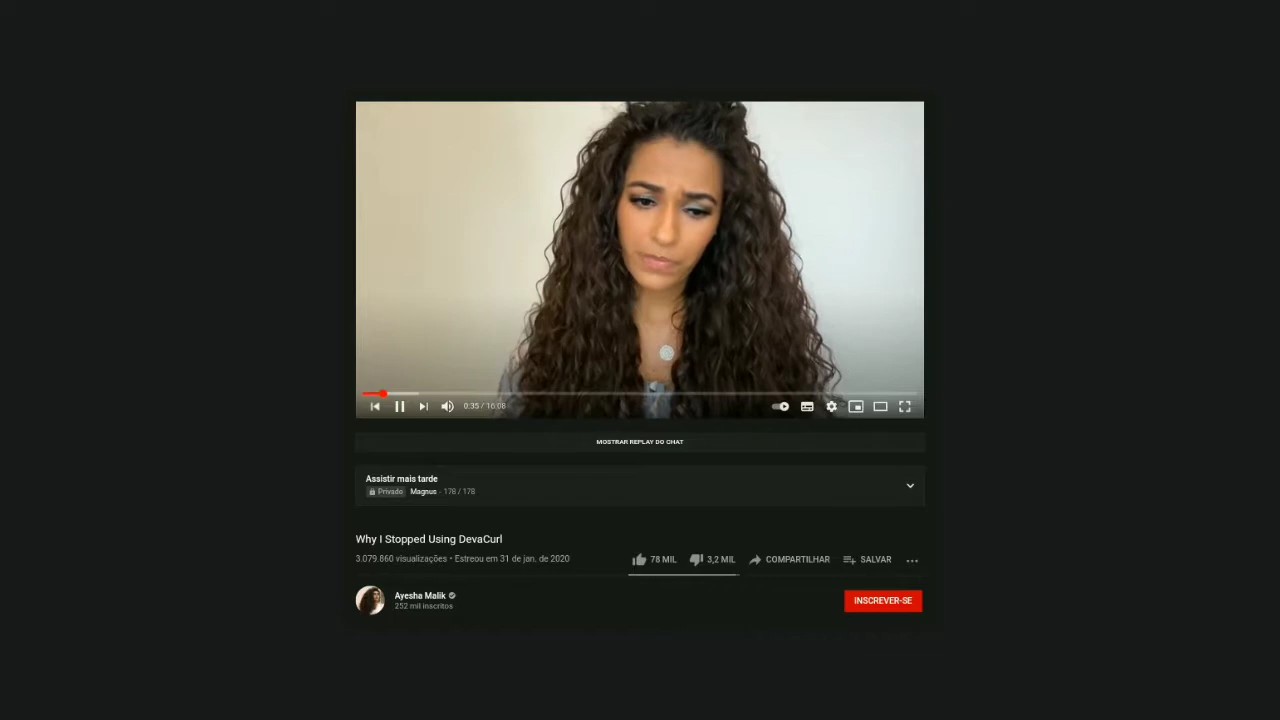 0:35 / 16:08
MOSTRAR REPLAY DO CHAT
Assistir mais tarde
Privado Magnus - 178 / 178
Why I Stopped Using DevaCurl
3.079.860 visualizações • Estreou em 31 de jan. de 2020
78 MIL 3,2 MIL COMPARTILHAR SALVAR
Ayesha Malik
252 mil inscritos
INSCREVER-SE